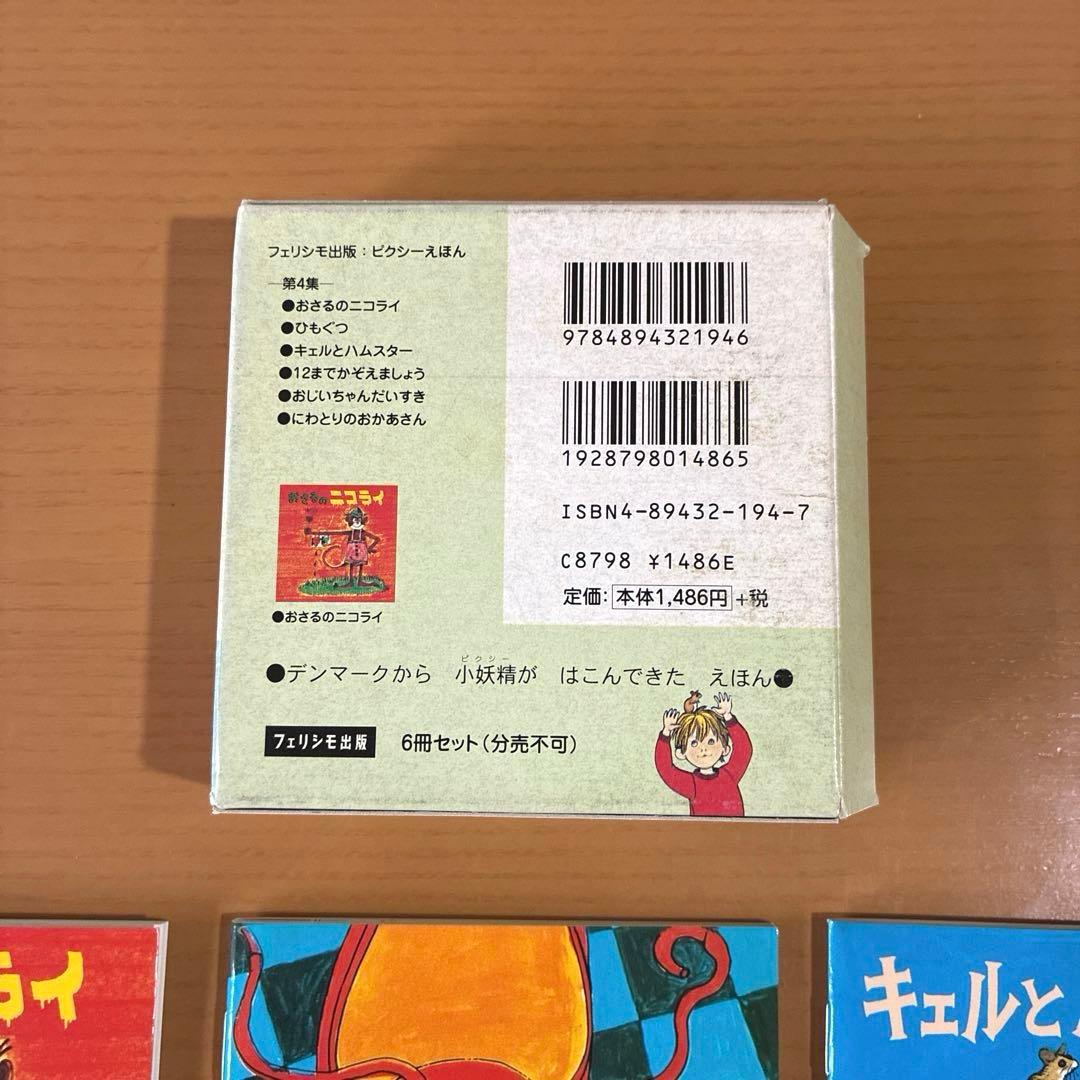 フェリシモ出版：ピクシーえほん
第4集
●おさるのニコライ
●ひもぐつ
●キェルとハムスター
●12までかぞえましょう
●おじいちゃんだいすき
●にわとりのおかあさん
おさるの ニコライ
●おさるのニコライ
9784894321946
1928798014865
ISBN4-89432-194-7
C8798 ¥1486E
定価：本体1,486円+税
ピクシー
●デンマークから 小妖精が はこんできた えほん●
フェリシモ出版 6冊セット（分売不可）
ライ
キェルと